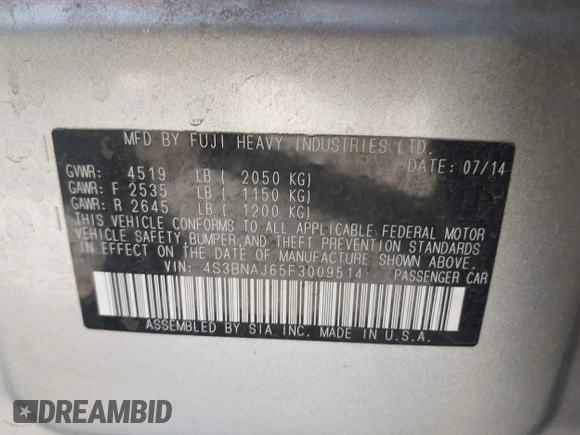 MFD BY FUJI HEAVY INDUSTRIES LTD.
DATE: 07/14
GVWR: 4519 LB ( 2050 KG)
GAWR: F 2535 LB ( 1150 KG)
GAWR: R 2645 LB ( 1200 KG)
THIS VEHICLE CONFORMS TO ALL APPLICABLE FEDERAL MOTOR
VEHICLE SAFETY, BUMPER, AND THEFT PREVENTION STANDARDS
IN EFFECT ON THE DATE OF MANUFACTURE SHOWN ABOVE.
VIN: 4S3BNAJ65F3009514 PASSENGER CAR
ASSEMBLED BY SIA INC. MADE IN U.S.A.
DREAMBID